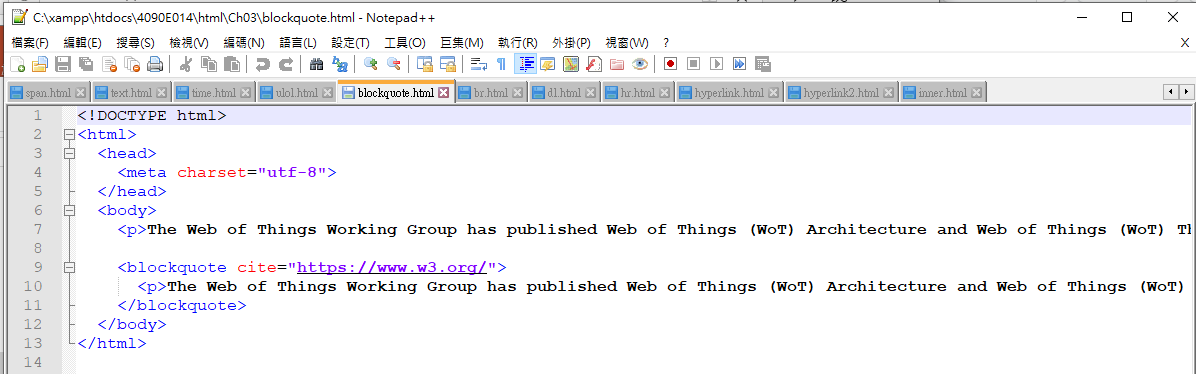 C:\xampp\htdocs\4090E014\html\Ch03\blockquote.html - Notepad++
檔案(F) 編輯(E) 搜尋(S) 檢視(V) 編碼(N) 語言(L) 設定(T) 工具(O) 巨集(M) 執行(R) 外掛(P) 視窗(W) ? X
span.html text.html time.html ulol.html blockquote.html br.html dl.html hr.html hyperlink.html hyperlink2.html inner.html
1 <!DOCTYPE html>
2 <html>
3 <head>
4 <meta charset="utf-8">
5 </head>
6 <body>
7 <p>The Web of Things Working Group has published Web of Things (WoT) Architecture and Web of Things (WoT) Th
8
9 <blockquote cite="https://www.w3.org/">
10 <p>The Web of Things Working Group has published Web of Things (WoT) Architecture and Web of Things (WoT)
11 </blockquote>
12 </body>
13 </html>
14